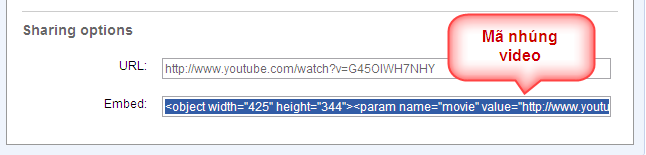 Sharing options
Mã nhúng
video
URL: http://www.youtube.com/watch?v=G45OIWH7NHY
Embed: <object width="425" height="344"><param name="movie" value="http://www.youtu